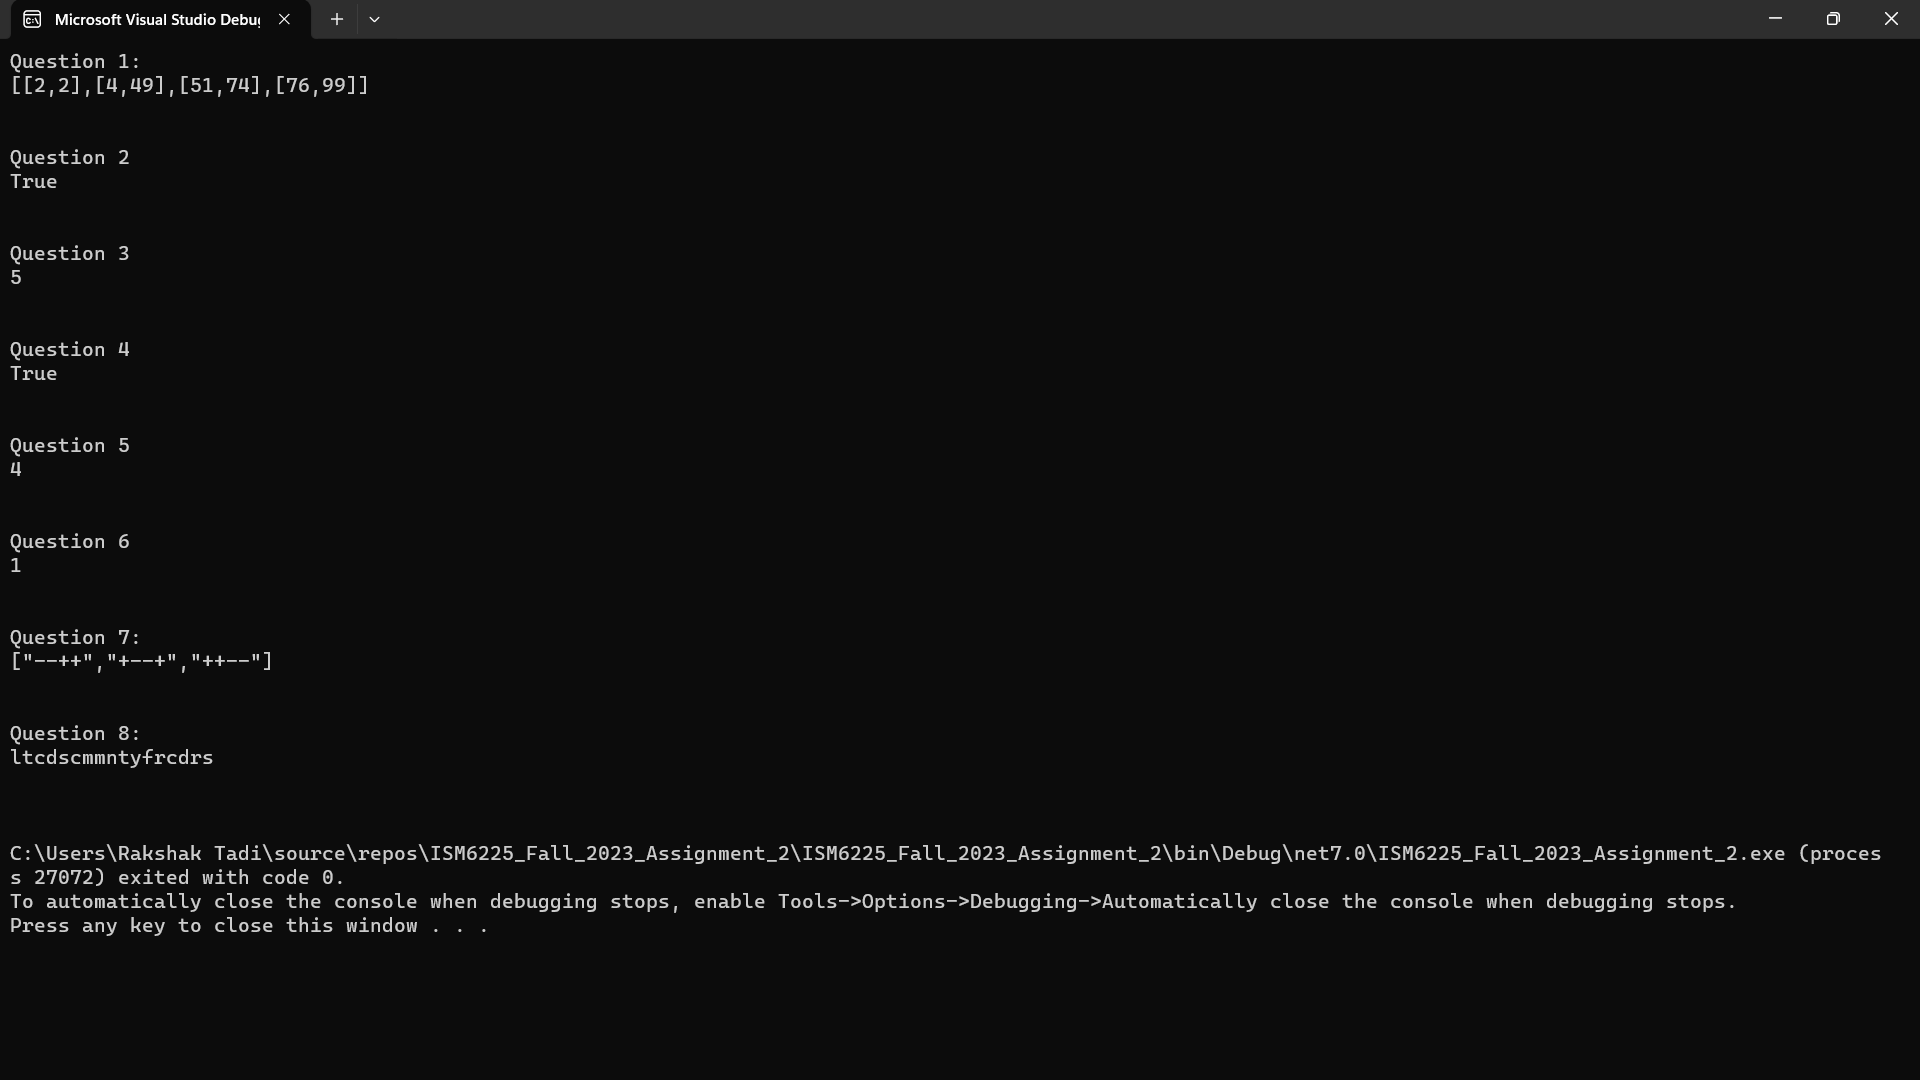 Microsoft Visual Studio Debu
Question 1:
[[2,2],[4,49],[51,74],[76,99]]
Question 2
True
Question 3
5
Question 4
True
Question 5
4
Question 6
1
Question 7:
["--++","+--+","++--"]
Question 8:
ltcdscmmntyfrcdrs
C:\Users\Rakshak Tadi\source\repos\ISM6225_Fall_2023_Assignment_2\ISM6225_Fall_2023_Assignment_2\bin\Debug\net7.0\ISM6225_Fall_2023_Assignment_2.exe (proces
s 27072) exited with code 0.
To automatically close the console when debugging stops, enable Tools->Options->Debugging->Automatically close the console when debugging stops.
Press any key to close this window . . .